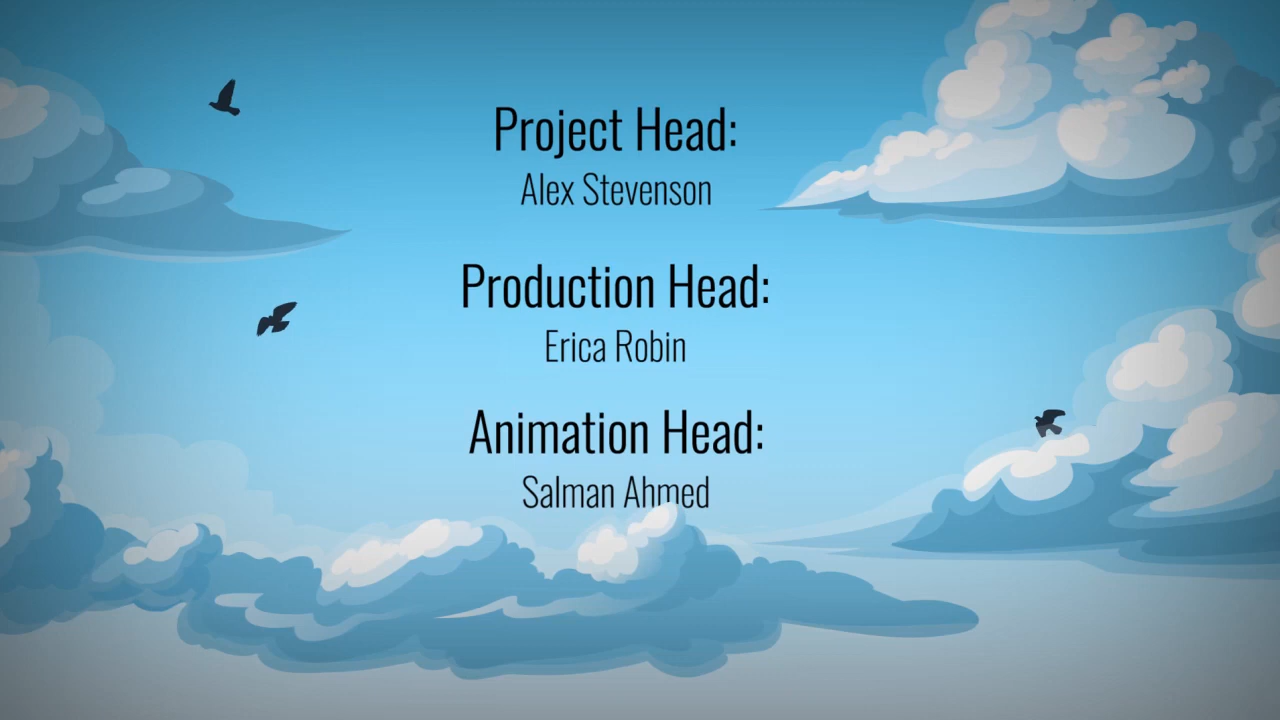 Project Head:
Alex Stevenson
Production Head:
Erica Robin
Animation Head:
Salman Ahmed